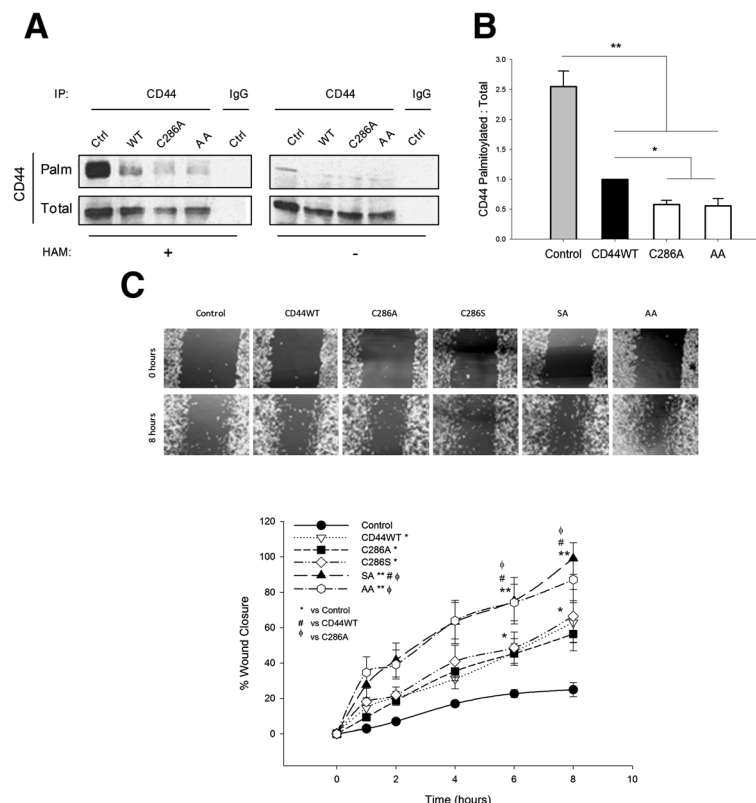 A
IP: CD44 IgG CD44 IgG
Ctrl WT C286A AA Ctrl Ctrl WT C286A AA Ctrl
CD44
Palm
Total
HAM: + -
B
CD44 Palmitoylated : Total
3.0
2.5
2.0
1.5
1.0
0.5
0.0
**
*
Control CD44WT C286A AA
C
Control CD44WT C286A C286S SA AA
0 hours
8 hours
% Wound Closure
120
100
80
60
40
20
0
Control
CD44WT *
C286A *
C286S *
SA ** # ϕ
AA ** ϕ
* vs Control
# vs CD44WT
ϕ vs C286A
ϕ
#
**
*
ϕ
#
**
*
0 2 4 6 8 10
Time (hours)